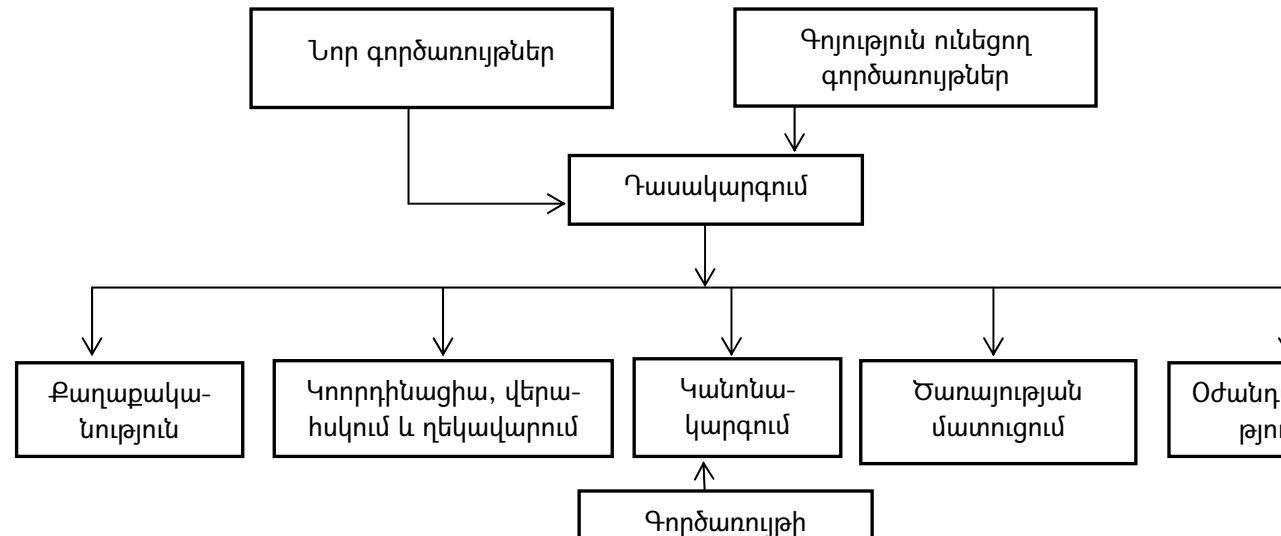 Նոր գործառույթներ
Գոյություն ունեցող
գործառույթներ
Դասակարգում
Քաղաքակա-
նություն
Կոորդինացիա, վերա-
հսկում և ղեկավարում
Կանոնա-
կարգում
Ծառայության
մատուցում
Օժանդ
թյու
Գործառույթի